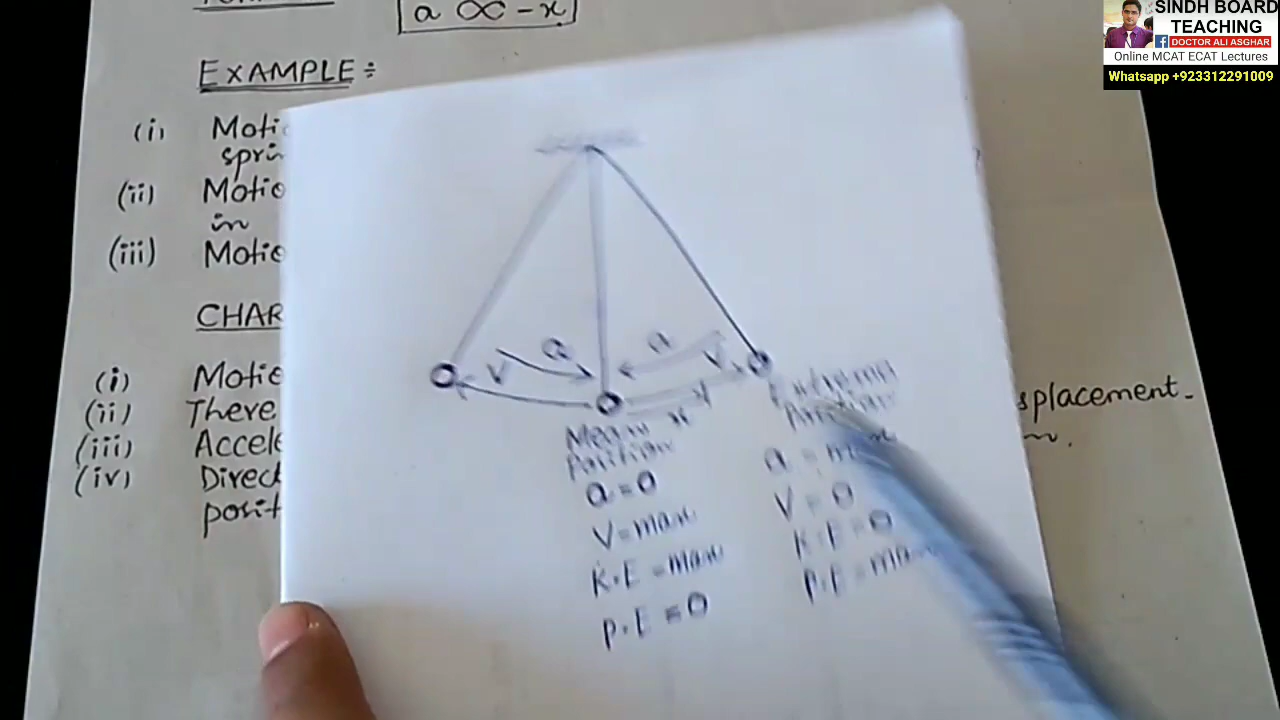 a ∝ -x
EXAMPLE÷
(i) Moti
spri
(ii) Motio
in
(iii) Motio
CHAR
(i) Motio
(ii) There splacement.
(iii) Accele
(iv) Direct
posit
a
a
V
V
x
Mean
Position
a=0
V=max
K.E=max
P.E=0
Extreme
Position
a=max
V=0
K.E=0
P.E=max
SINDH BOARD
TEACHING
DOCTOR ALI ASGHAR
Online MCAT ECAT Lectures
Whatsapp +923312291009